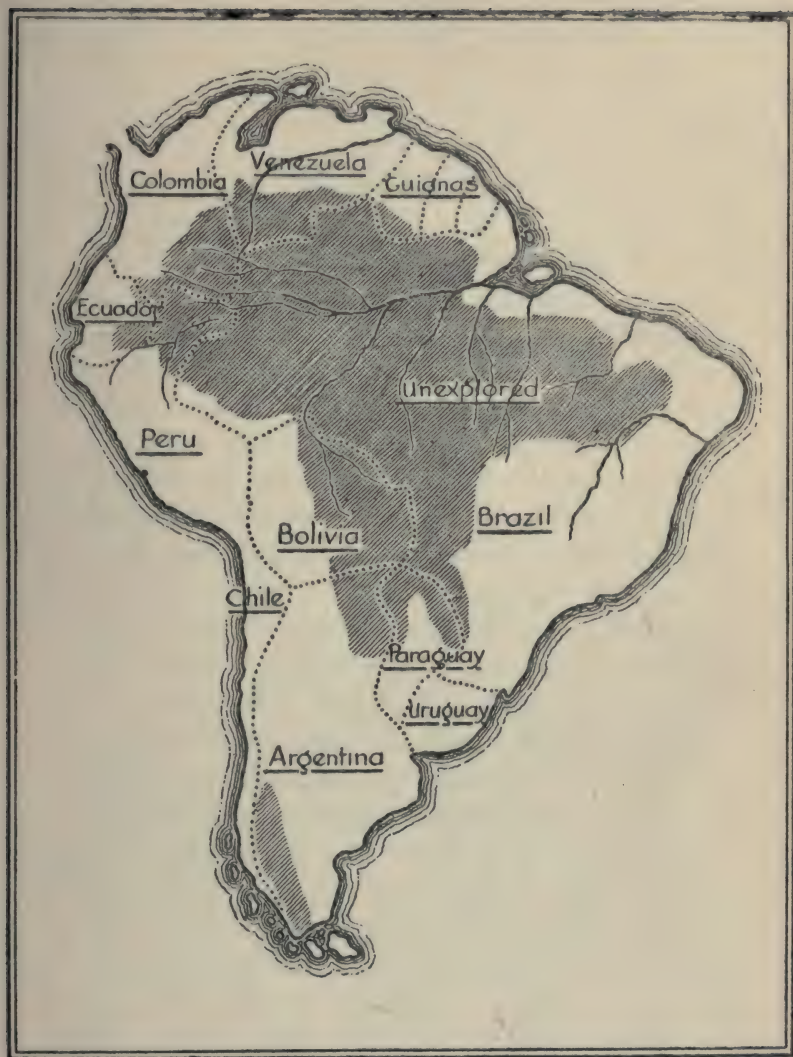 Venezuela
Colombia
Guianas
Ecuador
Unexplored
Peru
Brazil
Bolivia
Chile
Paraguay
Uruguay
Argentina